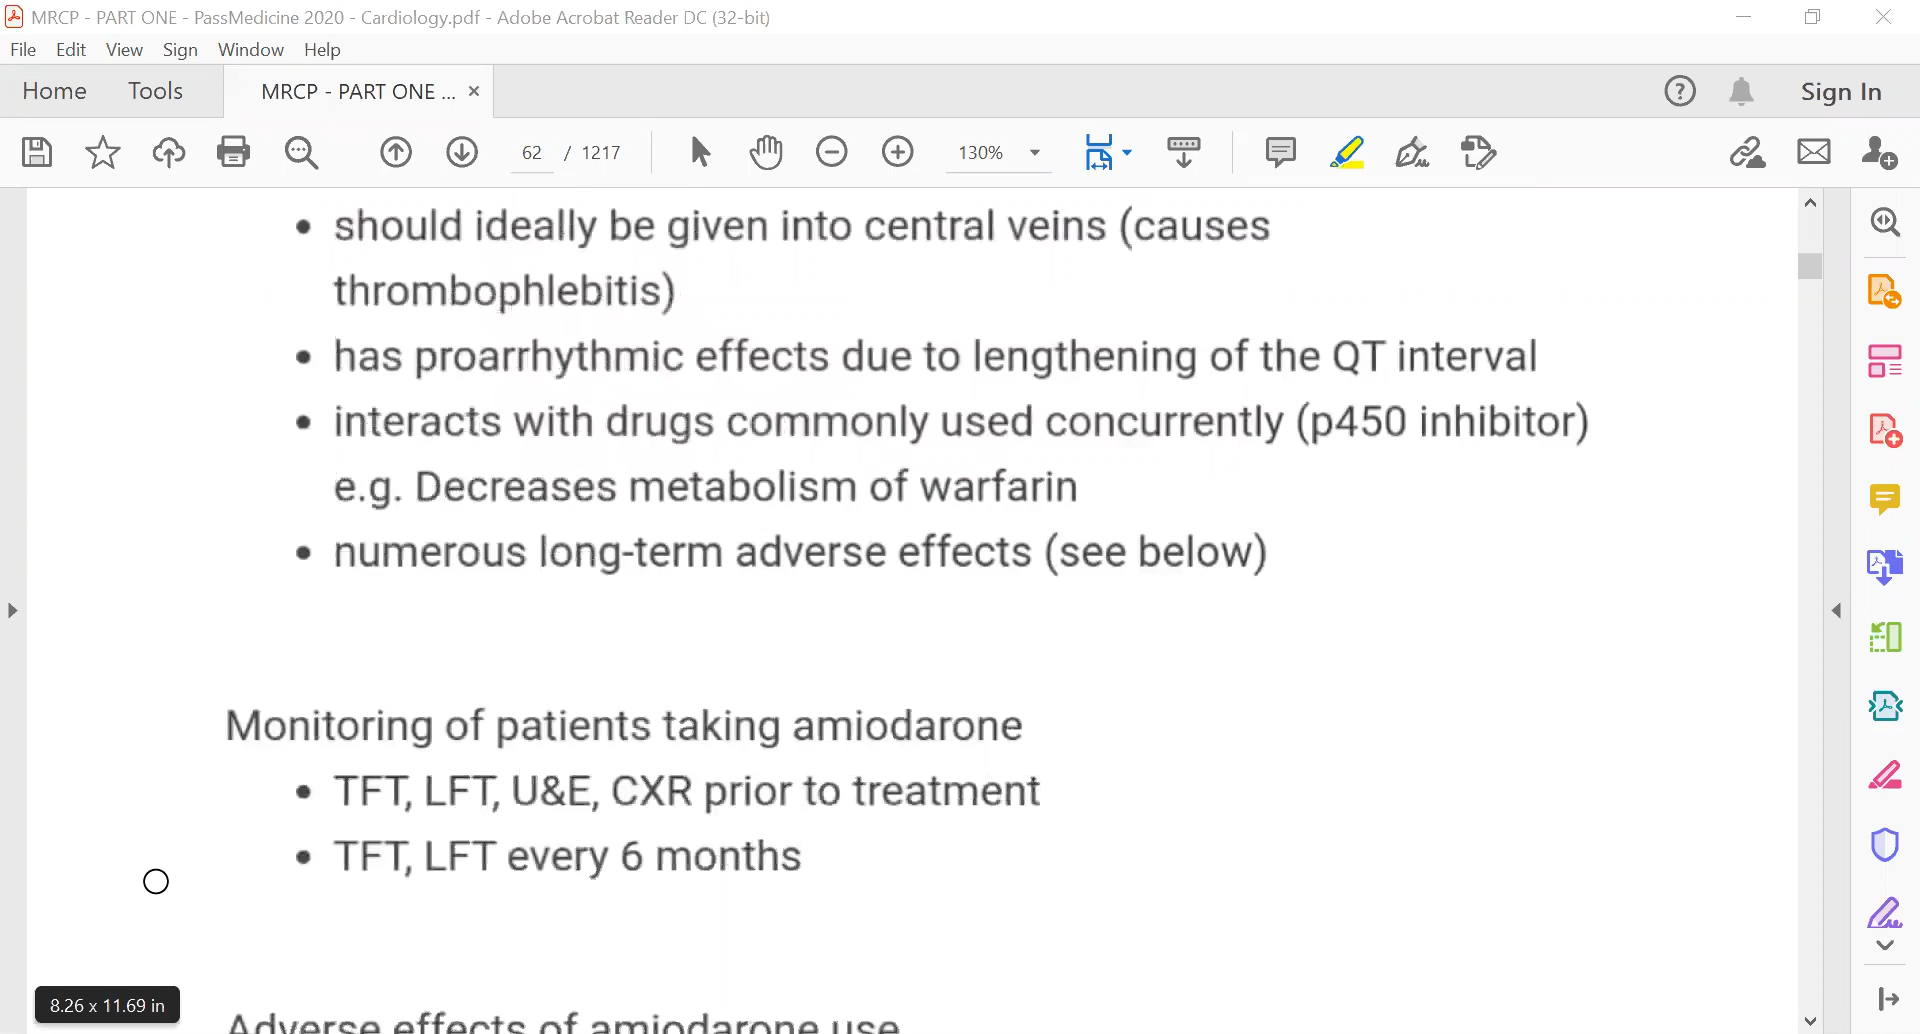 MRCP - PART ONE - PassMedicine 2020 - Cardiology.pdf - Adobe Acrobat Reader DC (32-bit)
File Edit View Sign Window Help
Home Tools MRCP - PART ONE ... × Sign In
62 / 1217 130%
• should ideally be given into central veins (causes
thrombophlebitis)
• has proarrhythmic effects due to lengthening of the QT interval
• interacts with drugs commonly used concurrently (p450 inhibitor)
e.g. Decreases metabolism of warfarin
• numerous long-term adverse effects (see below)
Monitoring of patients taking amiodarone
• TFT, LFT, U&E, CXR prior to treatment
• TFT, LFT every 6 months
8.26 x 11.69 in
Adverse effects of amiodarone use